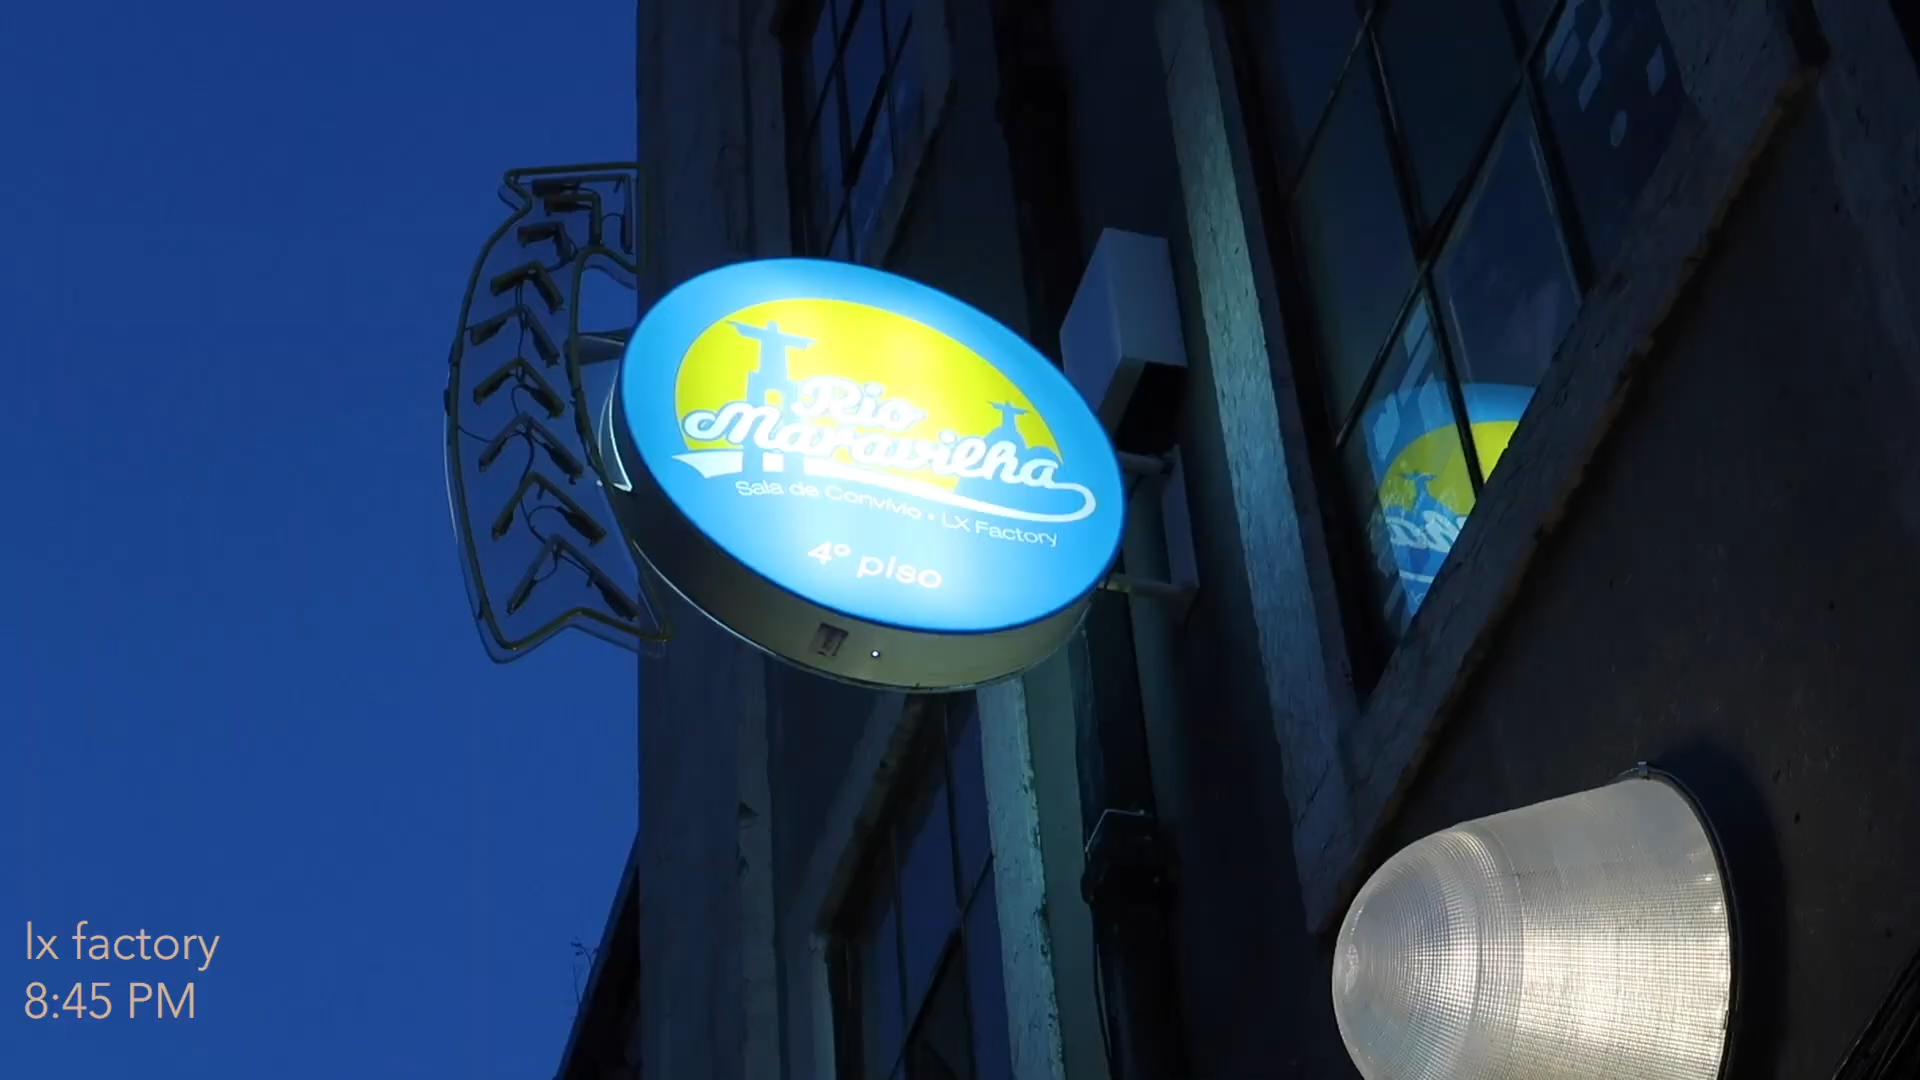 Rio
Maravilha
Sala de Convívio • LX Factory
4º piso
lx factory
8:45 PM